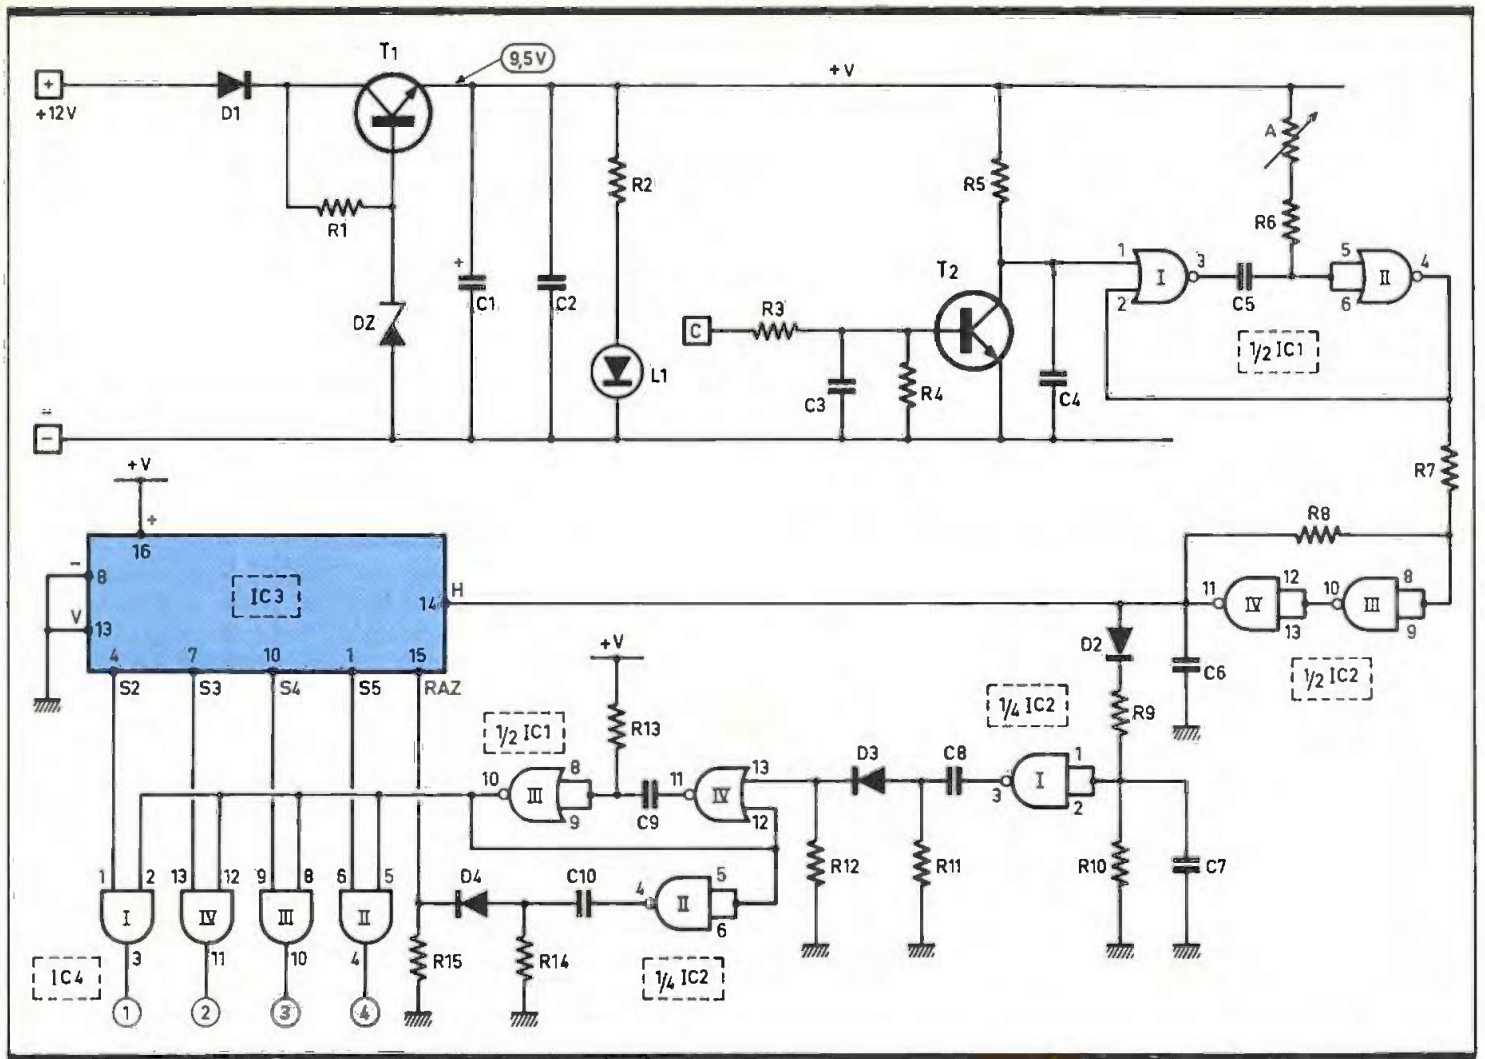 T1
9,5V
+V
+
+12V
D1
A
R2
R5
R1
R6
+
1
3
5
4
T2
I
II
C1
C2
2
C5
6
DZ
R3
C
1/2 IC1
L1
R4
C3
C4
-
+V
R7
+
R8
16
-
8
IC3
H
12
8
11
10
14
IV
III
V
13
13
9
D2
4
7
10
1
15
C6
S2
S3
S4
S5
RAZ
+V
1/4 IC2
1/2 IC2
R9
1/2 IC1
R13
D3
C8
8
13
1
10
11
III
IV
I
3
9
C9
12
2
R12
R11
R10
C7
1
2
13
12
9
8
6
5
D4
C10
5
4
I
IV
III
II
II
6
3
11
10
4
R15
R14
IC4
1/4 IC2
1
2
3
4